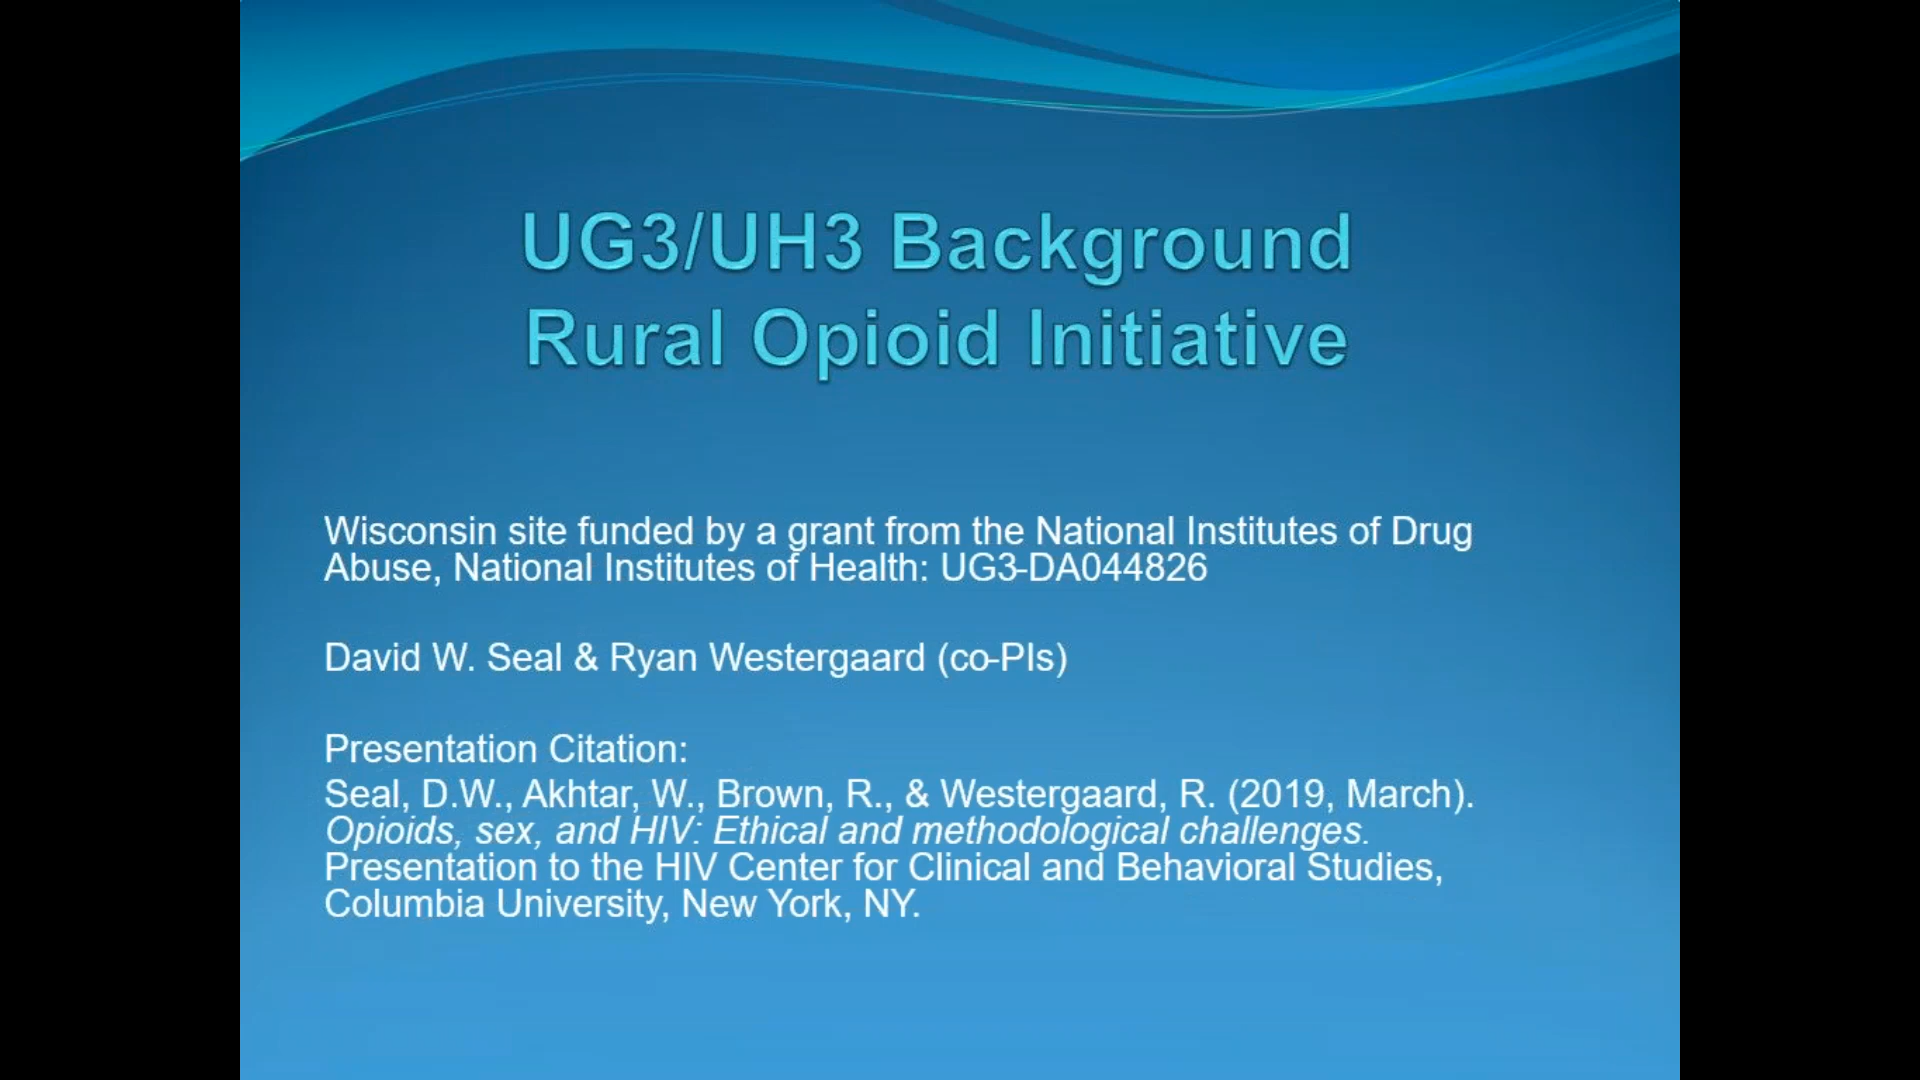 UG3/UH3 Background
Rural Opioid Initiative
Wisconsin site funded by a grant from the National Institutes of Drug
Abuse, National Institutes of Health: UG3-DA044826
David W. Seal & Ryan Westergaard (co-PIs)
Presentation Citation:
Seal, D.W., Akhtar, W., Brown, R., & Westergaard, R. (2019, March).
Opioids, sex, and HIV: Ethical and methodological challenges.
Presentation to the HIV Center for Clinical and Behavioral Studies,
Columbia University, New York, NY.